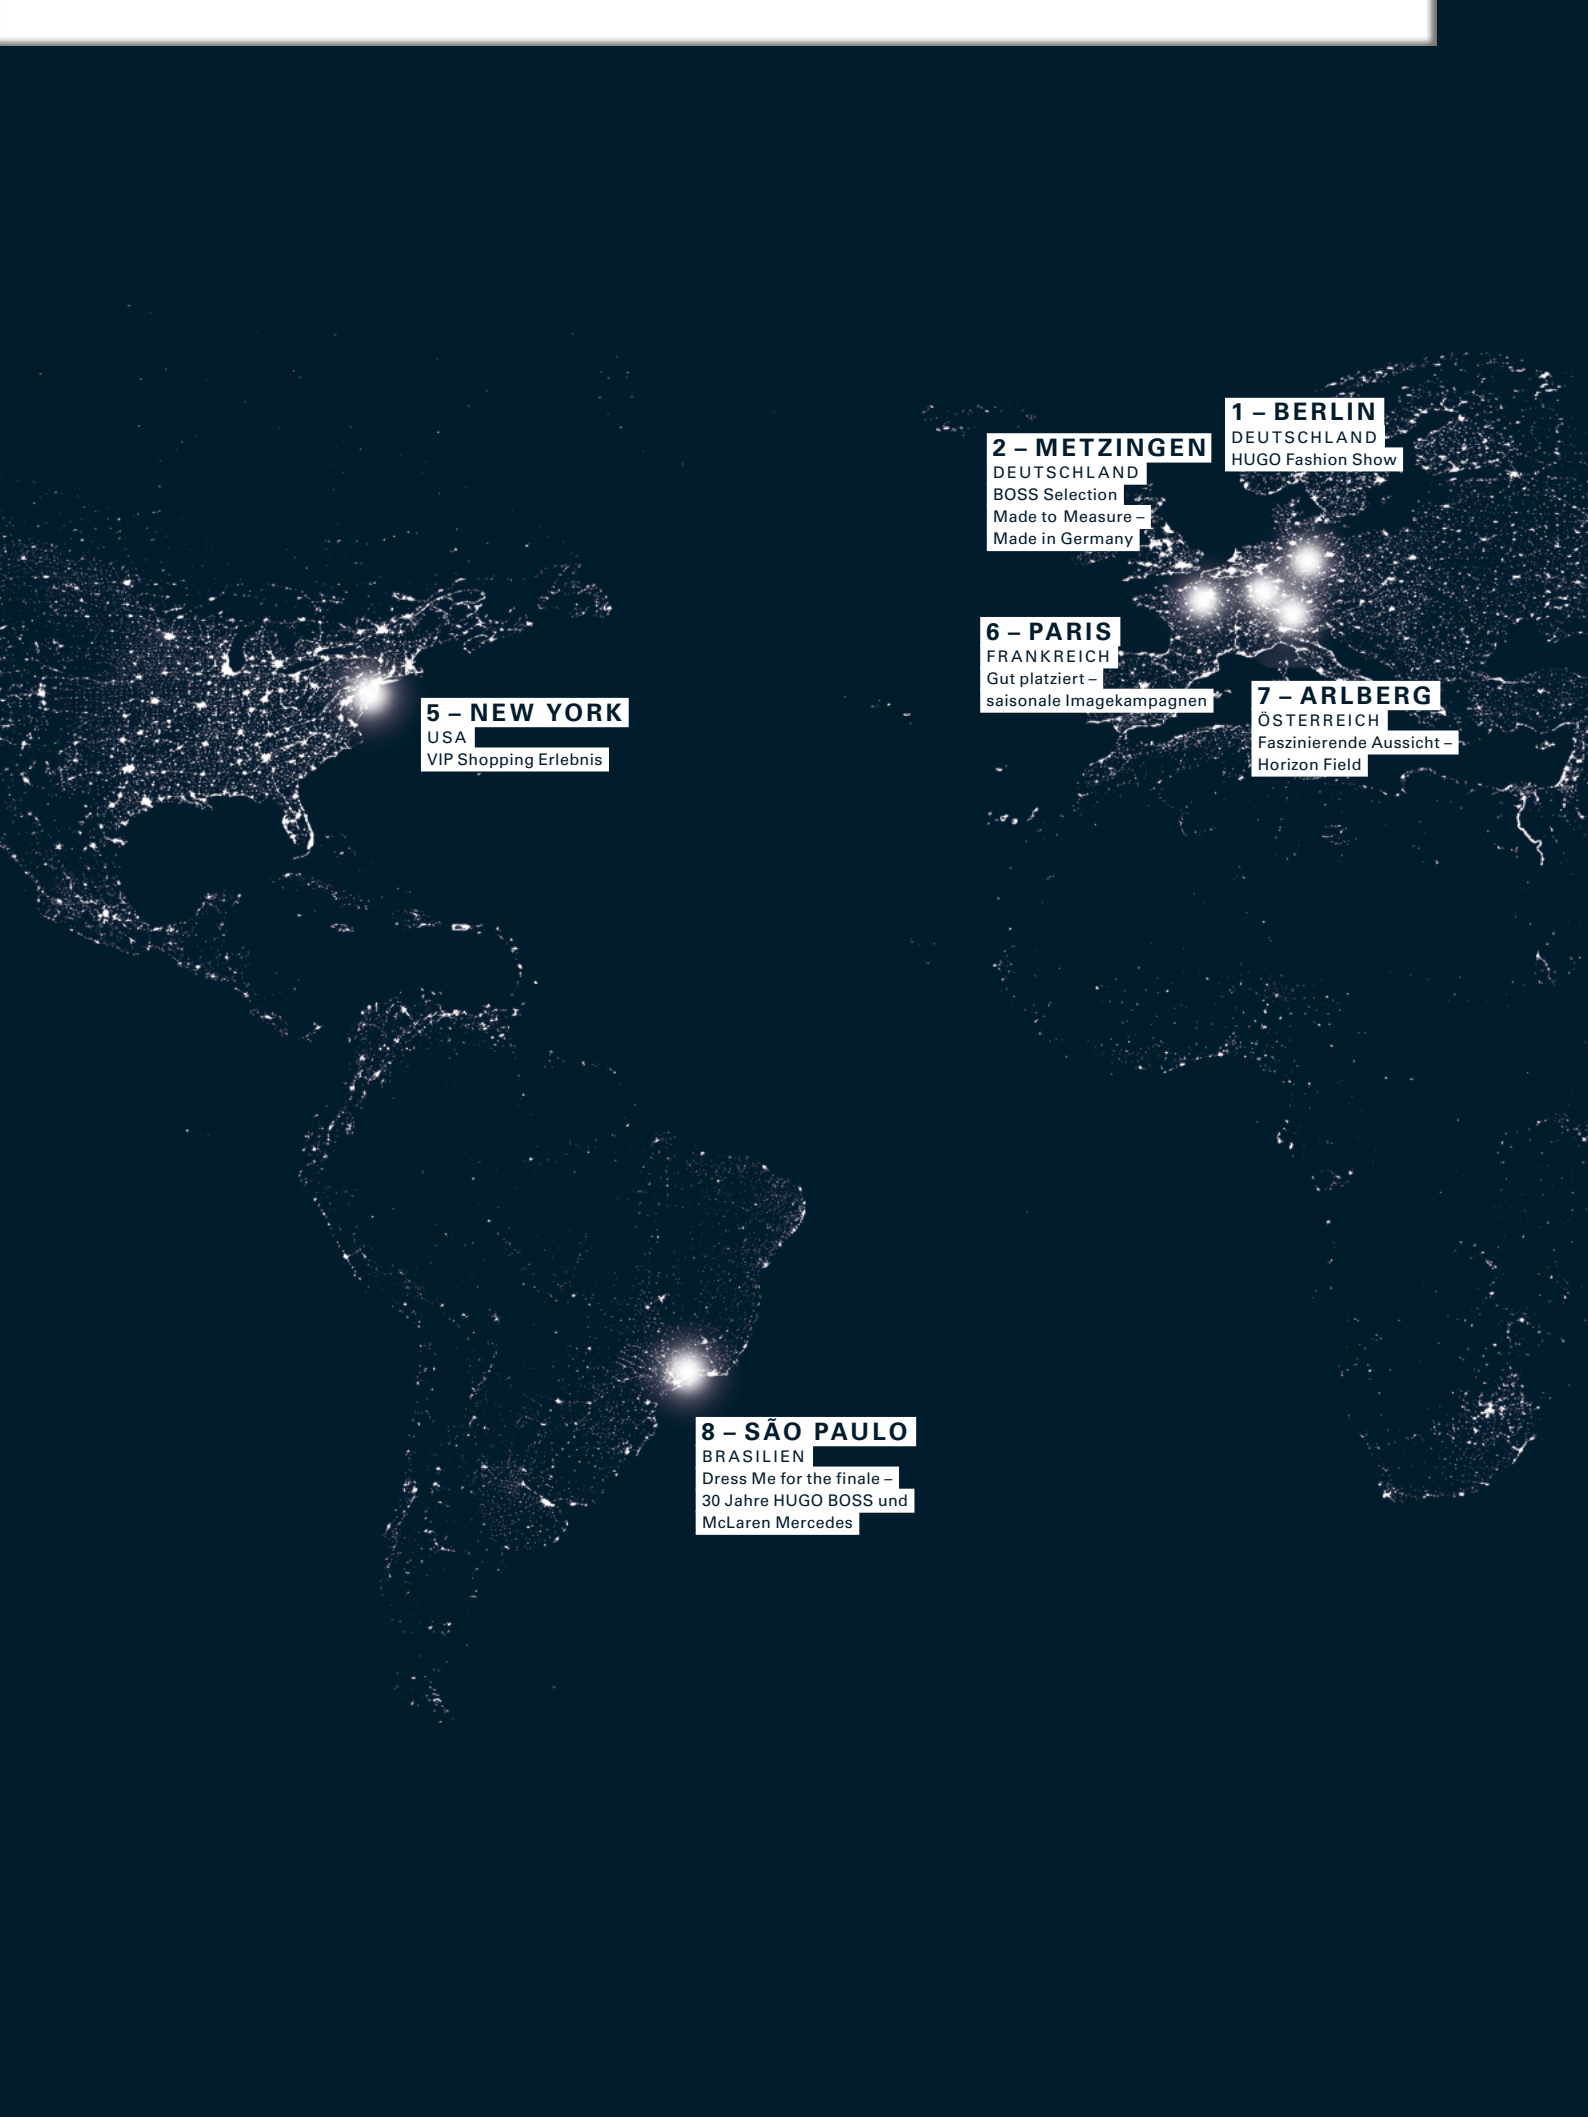 1 – BERLIN
DEUTSCHLAND
HUGO Fashion Show
2 – METZINGEN
DEUTSCHLAND
BOSS Selection
Made to Measure –
Made in Germany
6 – PARIS
FRANKREICH
Gut platziert –
saisonale Imagekampagnen
7 – ARLBERG
ÖSTERREICH
Faszinierende Aussicht –
Horizon Field
5 – NEW YORK
USA
VIP Shopping Erlebnis
8 – SÃO PAULO
BRASILIEN
Dress Me for the finale –
30 Jahre HUGO BOSS und
McLaren Mercedes